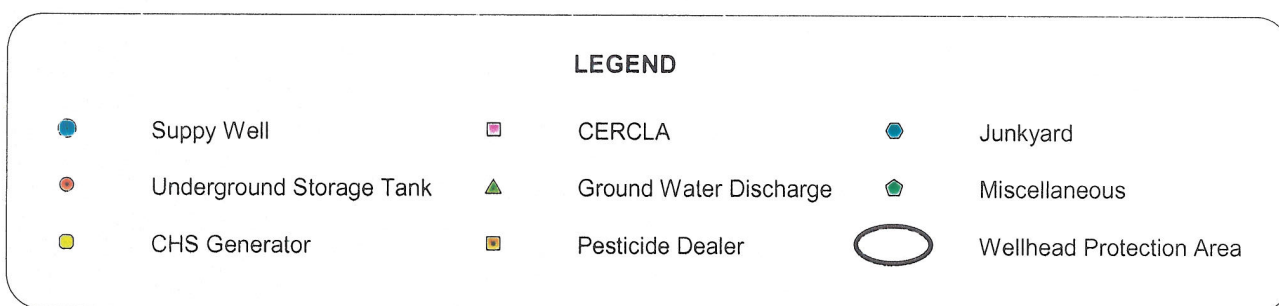 LEGEND
Suppy Well
CERCLA
Junkyard
Underground Storage Tank
Ground Water Discharge
Miscellaneous
CHS Generator
Pesticide Dealer
Wellhead Protection Area